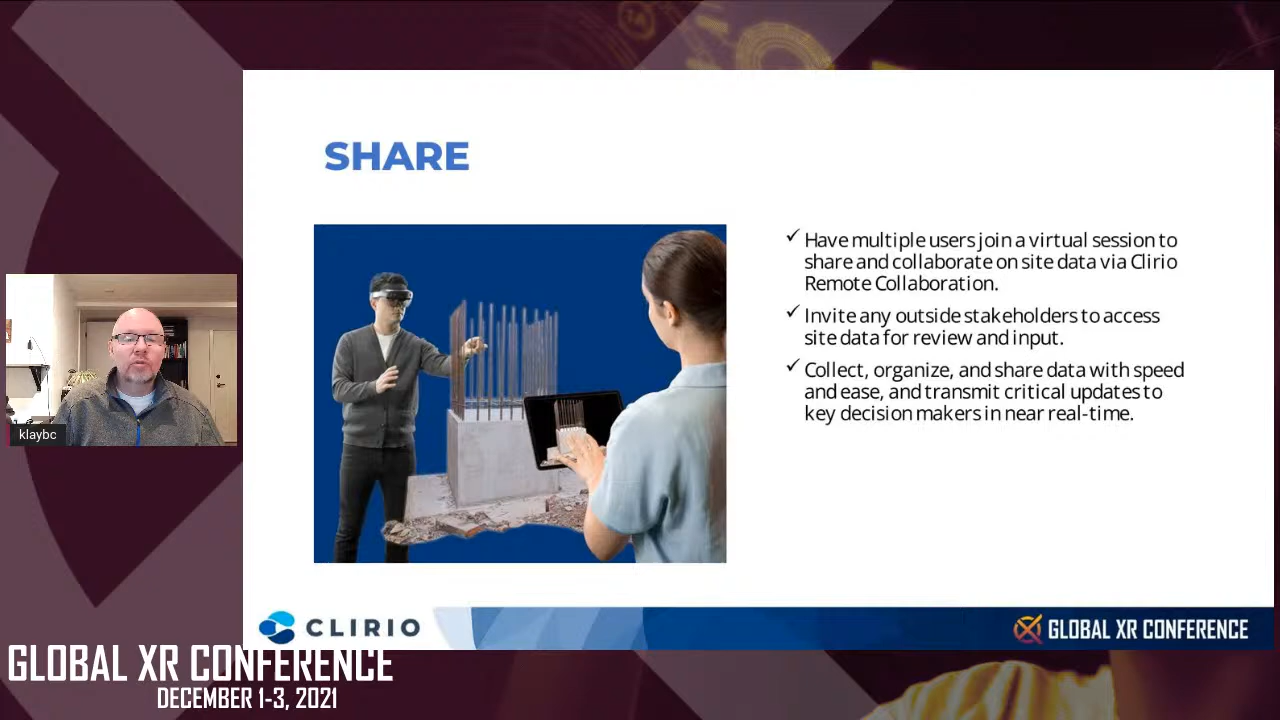 SHARE
Have multiple users join a virtual session to
share and collaborate on site data via Clirio
Remote Collaboration.
Invite any outside stakeholders to access
site data for review and input.
Collect, organize, and share data with speed
and ease, and transmit critical updates to
key decision makers in near real-time.
klaybc
CLIRIO
GLOBAL XR CONFERENCE
GLOBAL XR CONFERENCE
DECEMBER 1-3, 2021